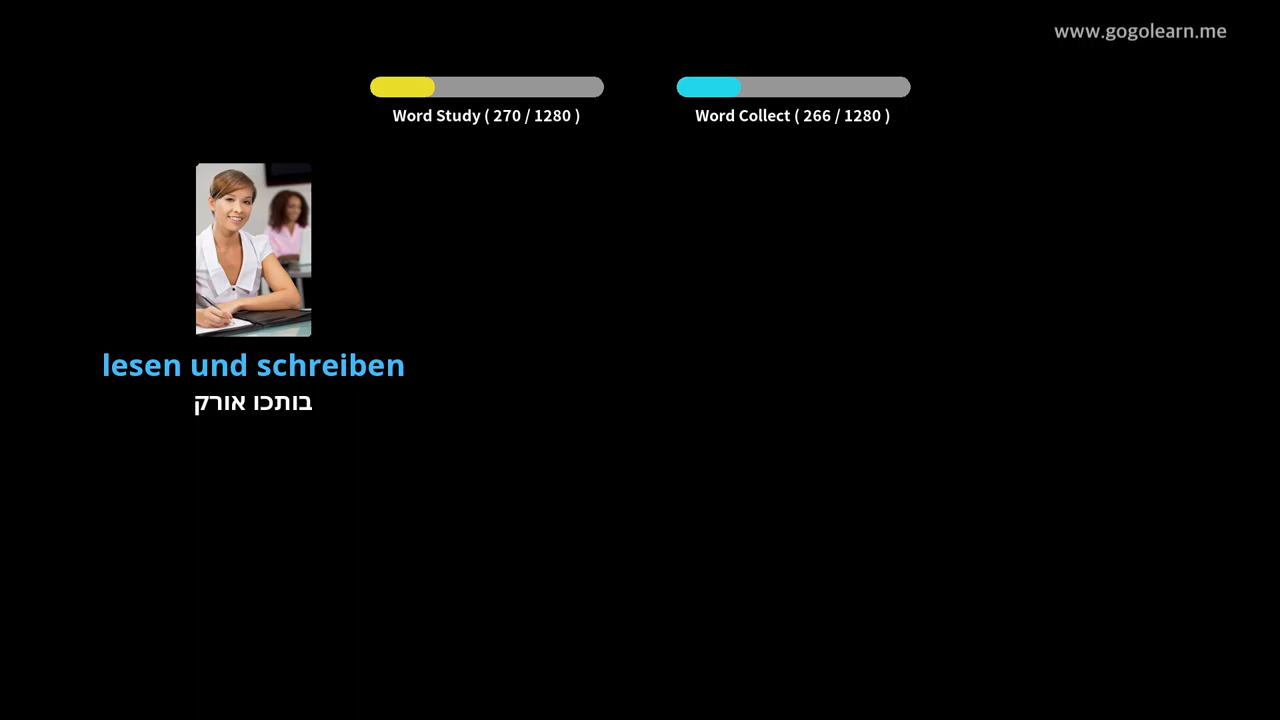 www.gogolearn.me
Word Study ( 270 / 1280 )
Word Collect ( 266 / 1280 )
lesen und schreiben
בותכו אורק